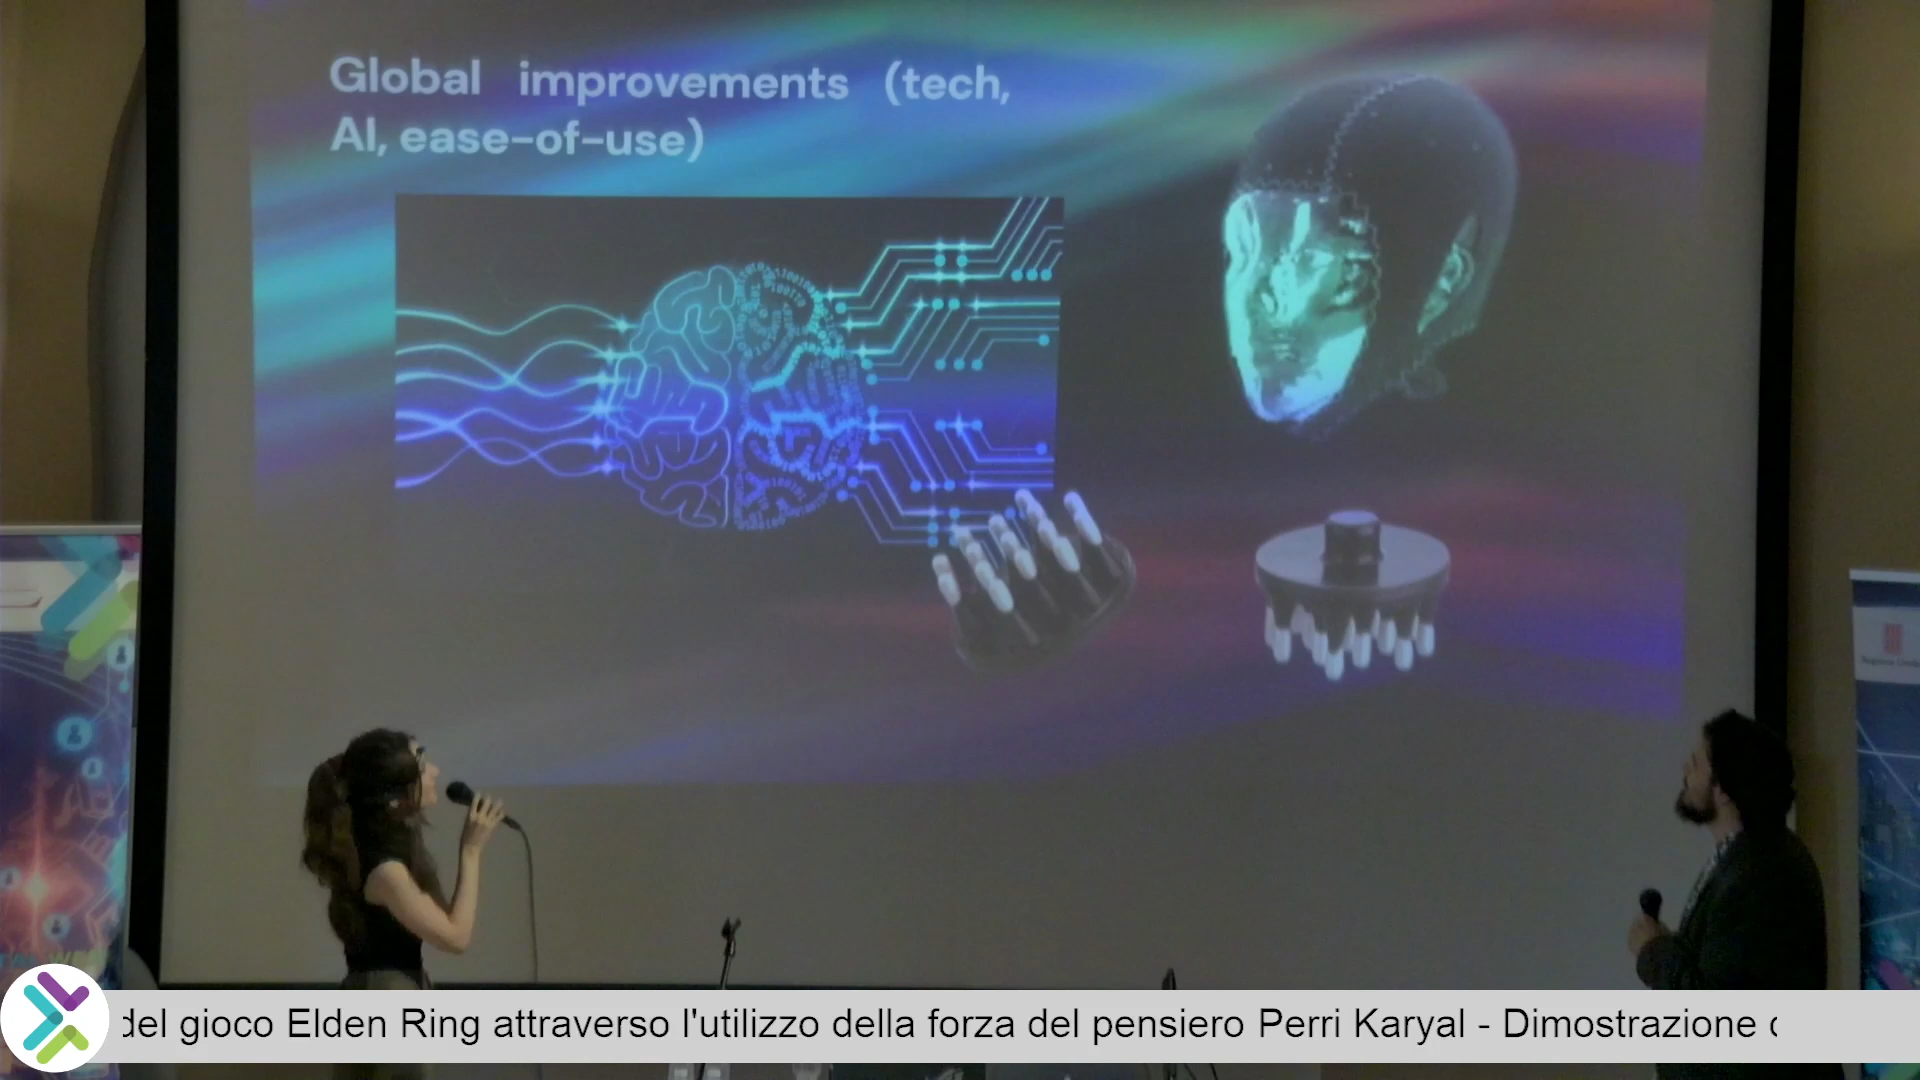 Global improvements (tech,
AI, ease-of-use)
del gioco Elden Ring attraverso l'utilizzo della forza del pensiero Perri Karyal - Dimostrazione